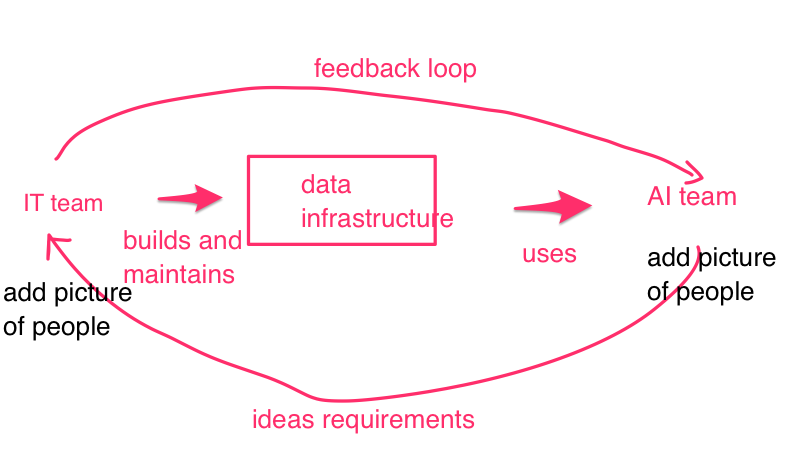 feedback loop
IT team
builds and
maintains
data
infrastructure
uses
AI team
add picture
of people
add picture
of people
ideas requirements